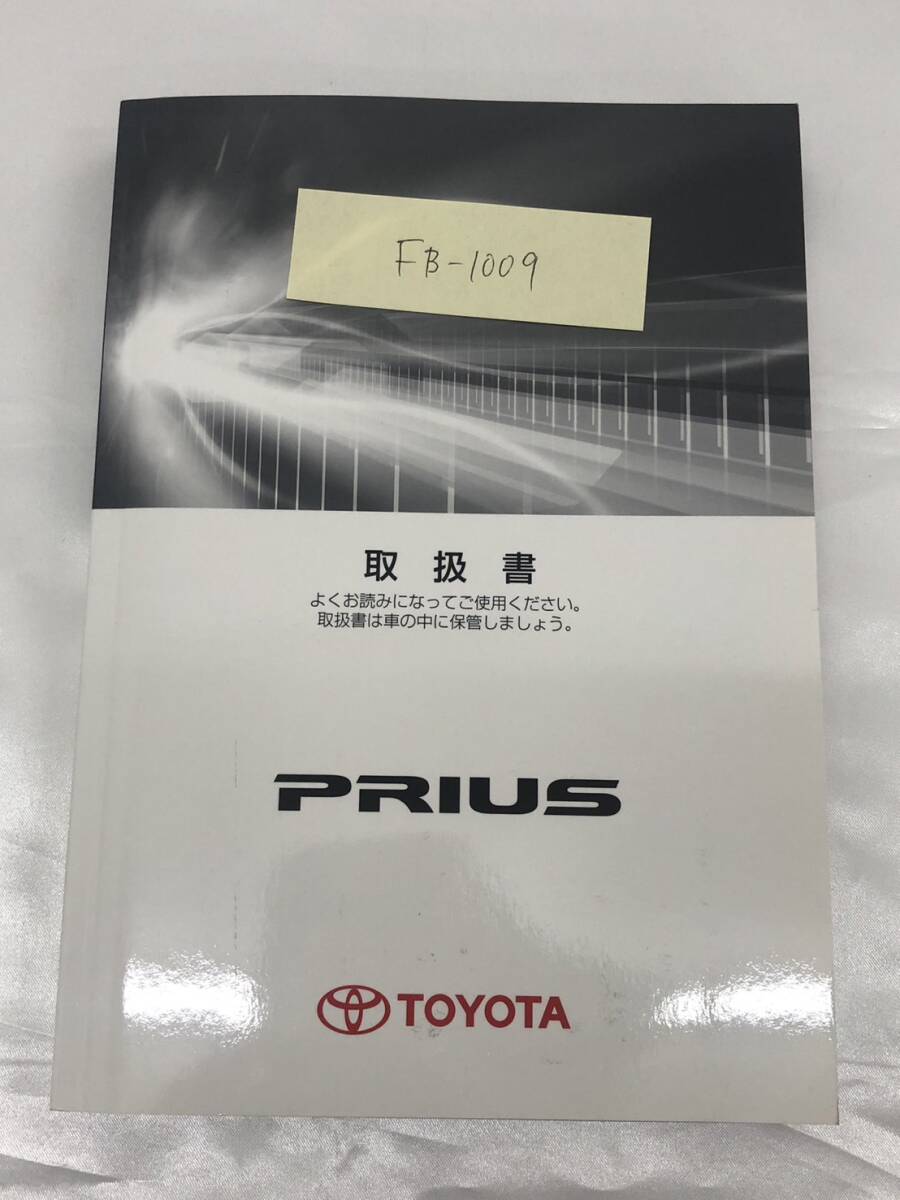 FB-1009
取扱書
よくお読みになってご使用ください。
取扱書は車の中に保管しましょう。
PRIUS
TOYOTA